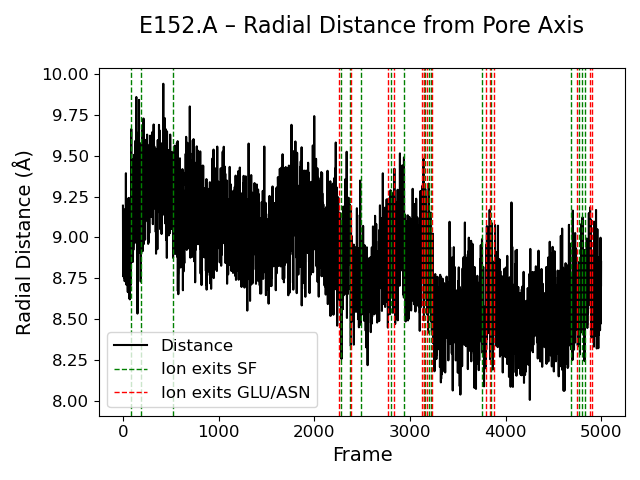 E152.A – Radial Distance from Pore Axis
10.00
9.75
9.50
9.25
9.00
8.75
8.50
8.25
8.00
Radial Distance (Å)
Distance
Ion exits SF
Ion exits GLU/ASN
0 1000 2000 3000 4000 5000
Frame